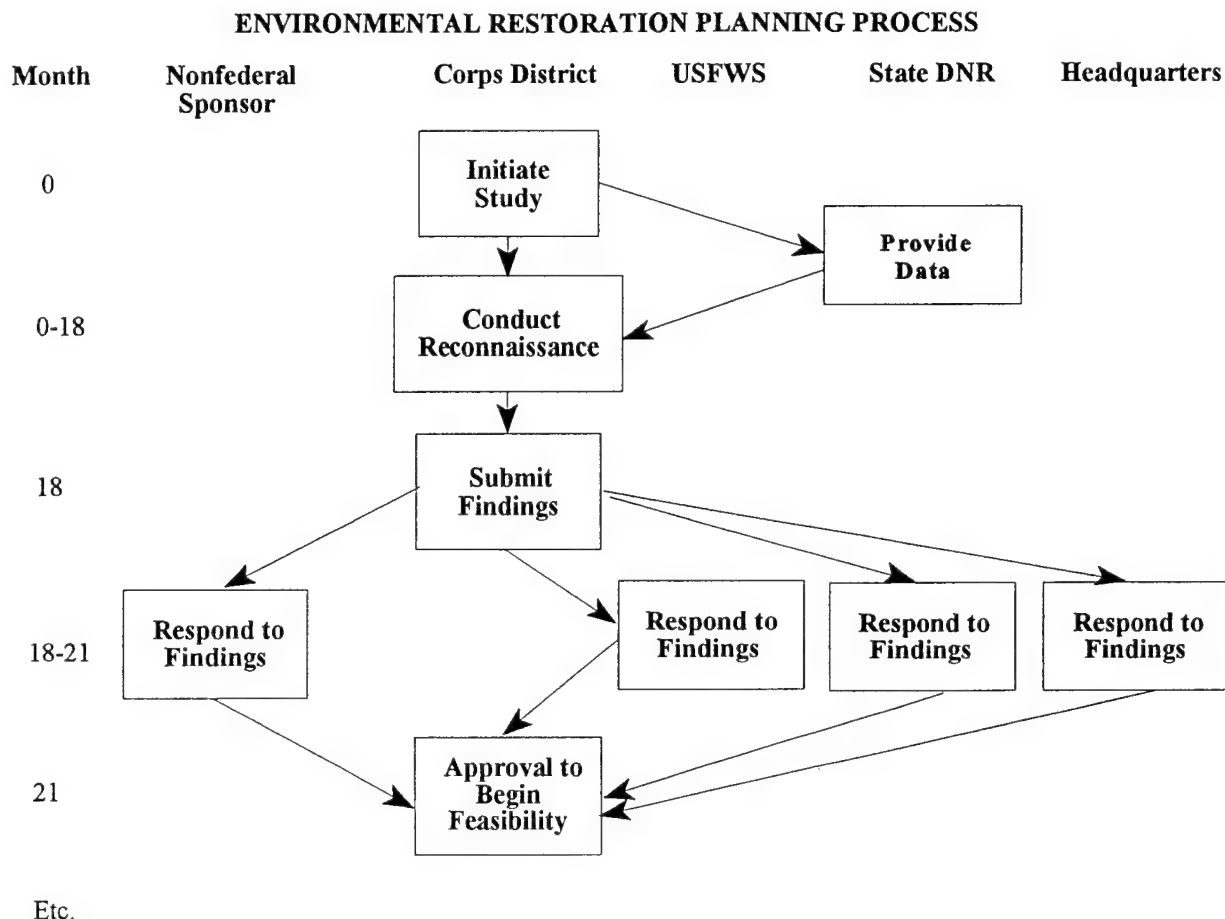 ENVIRONMENTAL RESTORATION PLANNING PROCESS
Month
Nonfederal
Sponsor
Corps District
USFWS
State DNR
Headquarters
0
Initiate
Study
Provide
Data
0-18
Conduct
Reconnaissance
18
Submit
Findings
18-21
Respond to
Findings
Respond to
Findings
Respond to
Findings
Respond to
Findings
21
Approval to
Begin
Feasibility
Etc.